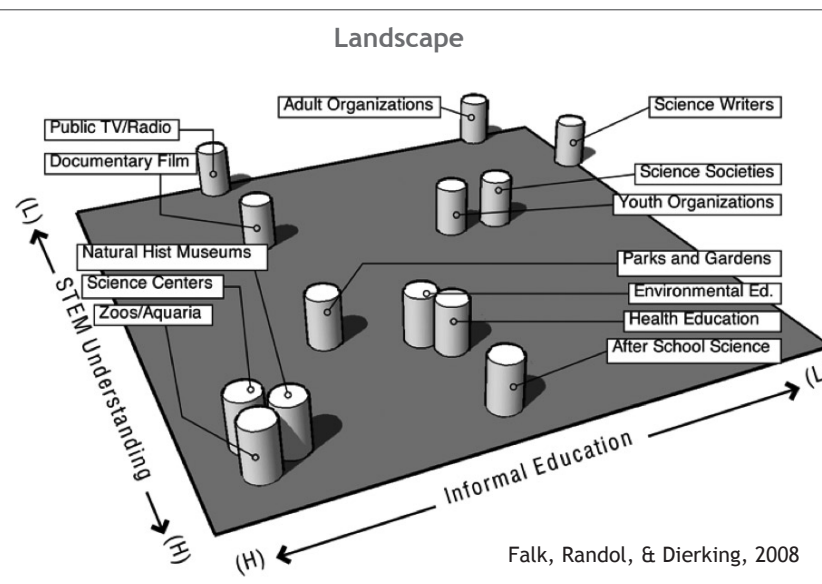 Landscape
Adult Organizations
Science Writers
Public TV/Radio
Documentary Film
Science Societies
Youth Organizations
Natural Hist Museums
Parks and Gardens
Science Centers
Environmental Ed.
Zoos/Aquaria
Health Education
After School Science
(L)
STEM Understanding
(H)
(H)
Informal Education
(L
Falk, Randol, & Dierking, 2008